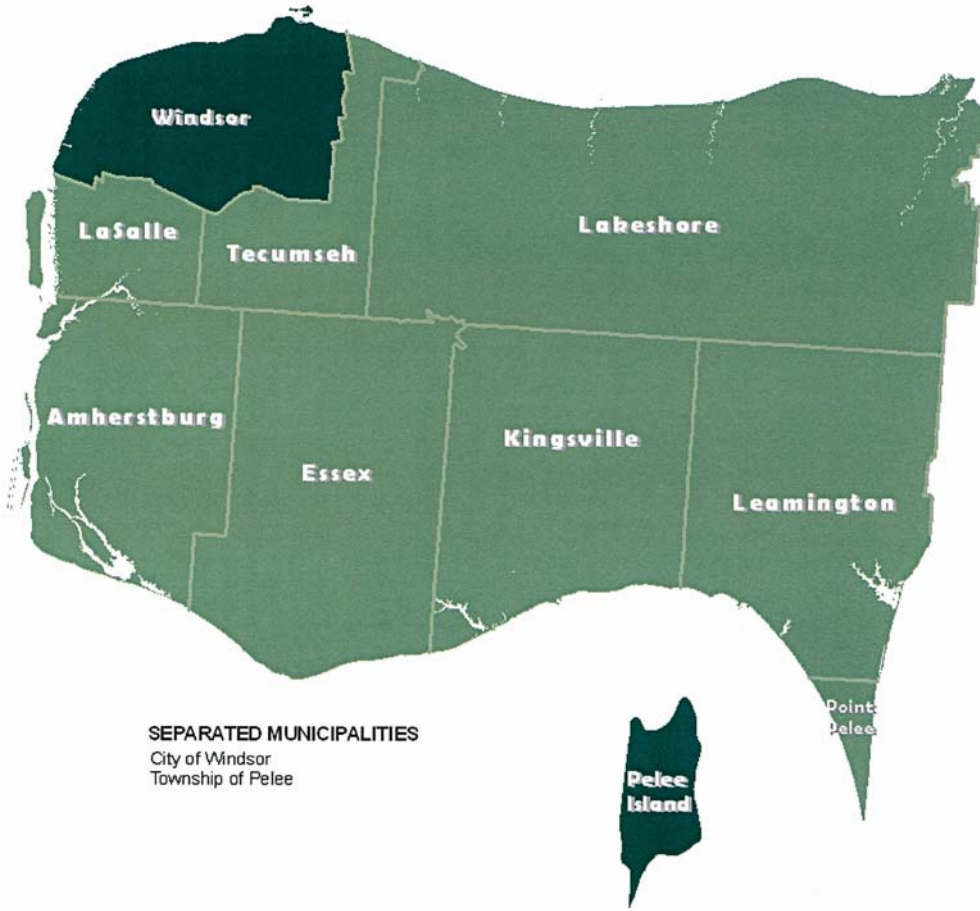 Windsor
LaSalle
Tecumseh
Lakeshore
Amherstburg
Essex
Kingsville
Leamington
Point
Pelee
SEPARATED MUNICIPALITIES
City of Windsor
Township of Pelee
Pelee
Island